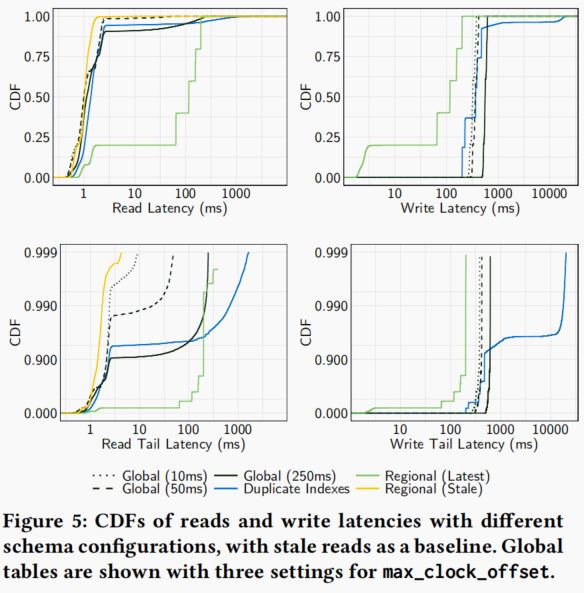 1.00
0.75
0.50
0.25
0.00
CDF
1 10 100 1000
Read Latency (ms)
1.00
0.75
0.50
0.25
0.00
CDF
10 100 1000 10000
Write Latency (ms)
0.999
0.990
0.900
0.000
CDF
1 10 100 1000
Read Tail Latency (ms)
0.999
0.990
0.900
0.000
CDF
10 100 1000 10000
Write Tail Latency (ms)
Global (10ms) Global (250ms) Regional (Latest)
Global (50ms) Duplicate Indexes Regional (Stale)
Figure 5: CDFs of reads and write latencies with different
schema configurations, with stale reads as a baseline. Global
tables are shown with three settings for max_clock_offset.